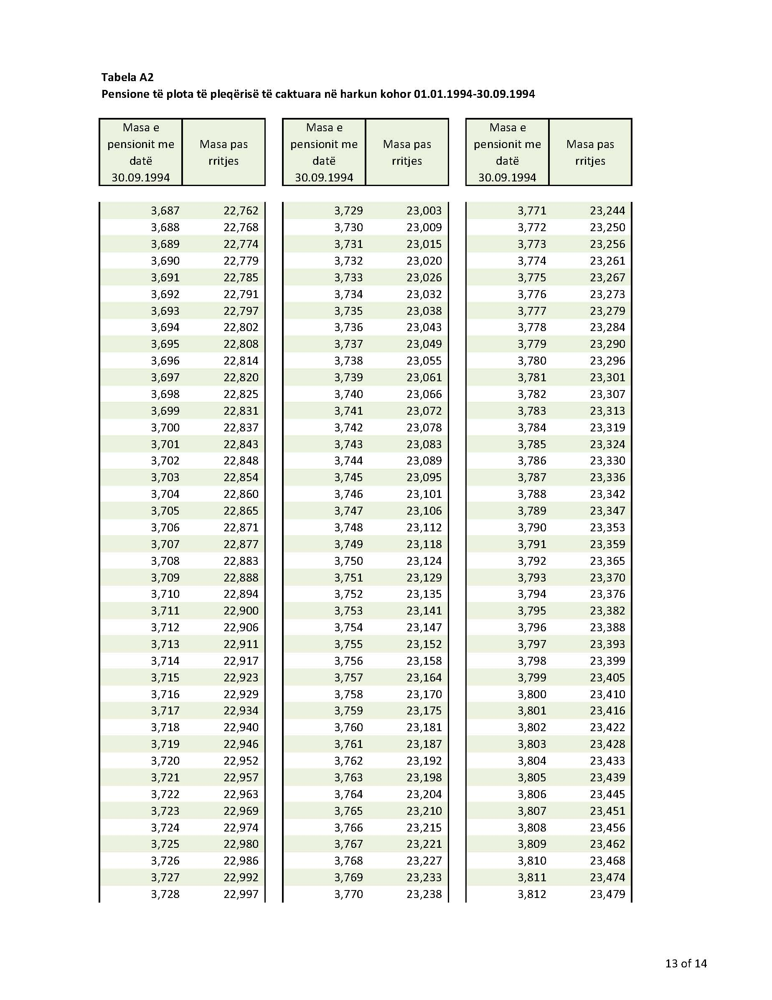 Tabela A2
Pensione të plota të pleqërisë të caktuara në harkun kohor 01.01.1994-30.09.1994
Masa e pensionit me datë 30.09.1994 Masa pas rritjes Masa e pensionit me datë 30.09.1994 Masa pas rritjes Masa e pensionit me datë 30.09.1994 Masa pas rritjes
3,687 22,762 3,729 23,003 3,771 23,244
3,688 22,768 3,730 23,009 3,772 23,250
3,689 22,774 3,731 23,015 3,773 23,256
3,690 22,779 3,732 23,020 3,774 23,261
3,691 22,785 3,733 23,026 3,775 23,267
3,692 22,791 3,734 23,032 3,776 23,273
3,693 22,797 3,735 23,038 3,777 23,279
3,694 22,802 3,736 23,043 3,778 23,284
3,695 22,808 3,737 23,049 3,779 23,290
3,696 22,814 3,738 23,055 3,780 23,296
3,697 22,820 3,739 23,061 3,781 23,301
3,698 22,825 3,740 23,066 3,782 23,307
3,699 22,831 3,741 23,072 3,783 23,313
3,700 22,837 3,742 23,078 3,784 23,319
3,701 22,843 3,743 23,083 3,785 23,324
3,702 22,848 3,744 23,089 3,786 23,330
3,703 22,854 3,745 23,095 3,787 23,336
3,704 22,860 3,746 23,101 3,788 23,342
3,705 22,865 3,747 23,106 3,789 23,347
3,706 22,871 3,748 23,112 3,790 23,353
3,707 22,877 3,749 23,118 3,791 23,359
3,708 22,883 3,750 23,124 3,792 23,365
3,709 22,888 3,751 23,129 3,793 23,370
3,710 22,894 3,752 23,135 3,794 23,376
3,711 22,900 3,753 23,141 3,795 23,382
3,712 22,906 3,754 23,147 3,796 23,388
3,713 22,911 3,755 23,152 3,797 23,393
3,714 22,917 3,756 23,158 3,798 23,399
3,715 22,923 3,757 23,164 3,799 23,405
3,716 22,929 3,758 23,170 3,800 23,410
3,717 22,934 3,759 23,175 3,801 23,416
3,718 22,940 3,760 23,181 3,802 23,422
3,719 22,946 3,761 23,187 3,803 23,428
3,720 22,952 3,762 23,192 3,804 23,433
3,721 22,957 3,763 23,198 3,805 23,439
3,722 22,963 3,764 23,204 3,806 23,445
3,723 22,969 3,765 23,210 3,807 23,451
3,724 22,974 3,766 23,215 3,808 23,456
3,725 22,980 3,767 23,221 3,809 23,462
3,726 22,986 3,768 23,227 3,810 23,468
3,727 22,992 3,769 23,233 3,811 23,474
3,728 22,997 3,770 23,238 3,812 23,479
13 of 14